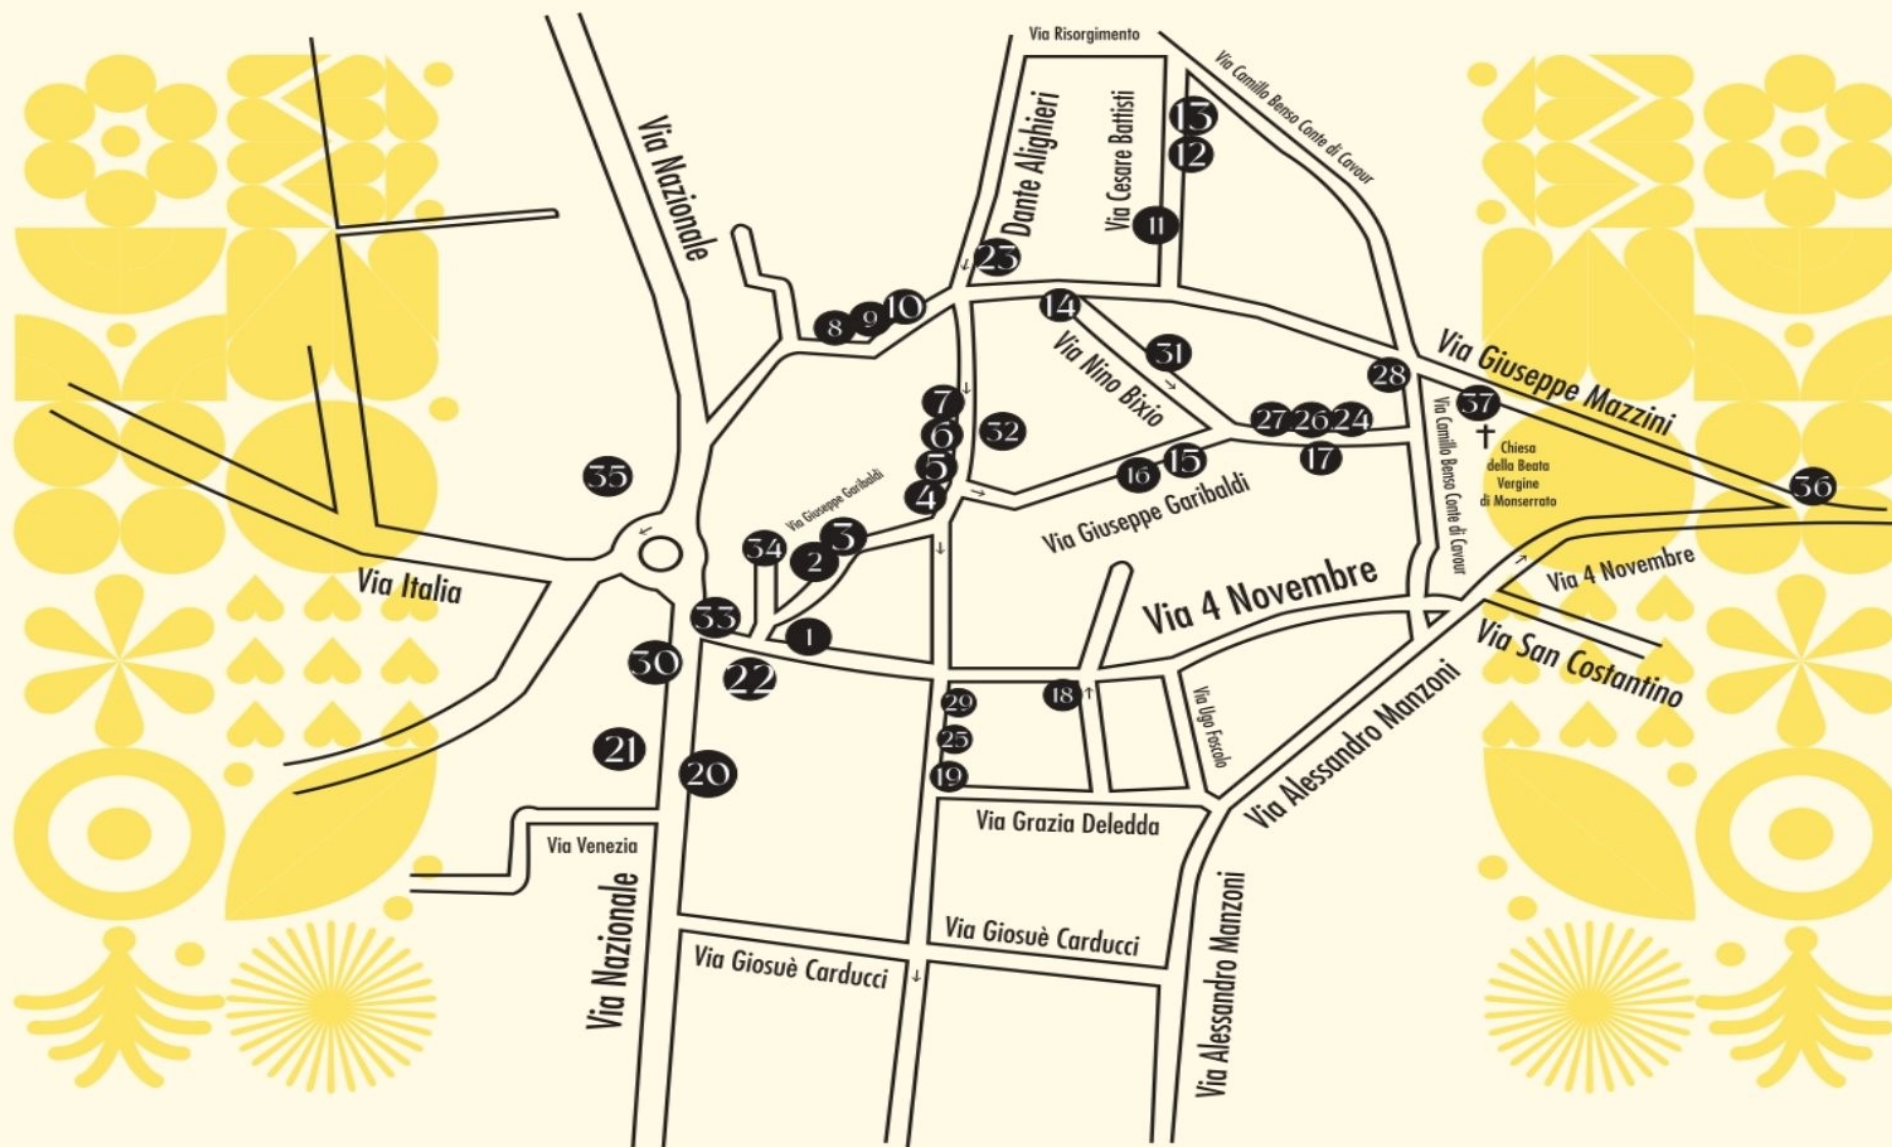 Via Risorgimento
Via Camillo Benso Conte di Cavour
Via Nazionale
Dante Alighieri
Via Cesare Battisti
13
12
11
23
10
9
8
14
31
Via Nino Bixio
28
Via Giuseppe Mazzini
37
7
6
5
4
32
27
26
24
17
15
16
Via Camillo Benso Conte di Cavour
Chiesa
della Beata
Vergine
di Monserrato
36
35
Via Giuseppe Garibaldi
Via Giuseppe Garibaldi
34
2
3
Via Italia
33
1
30
22
Via 4 Novembre
Via 4 Novembre
Via San Costantino
29
18
25
19
Via Ugo Foscolo
Via Alessandro Manzoni
21
20
Via Grazia Deledda
Via Venezia
Via Nazionale
Via Giosuè Carducci
Via Giosuè Carducci
Via Alessandro Manzoni